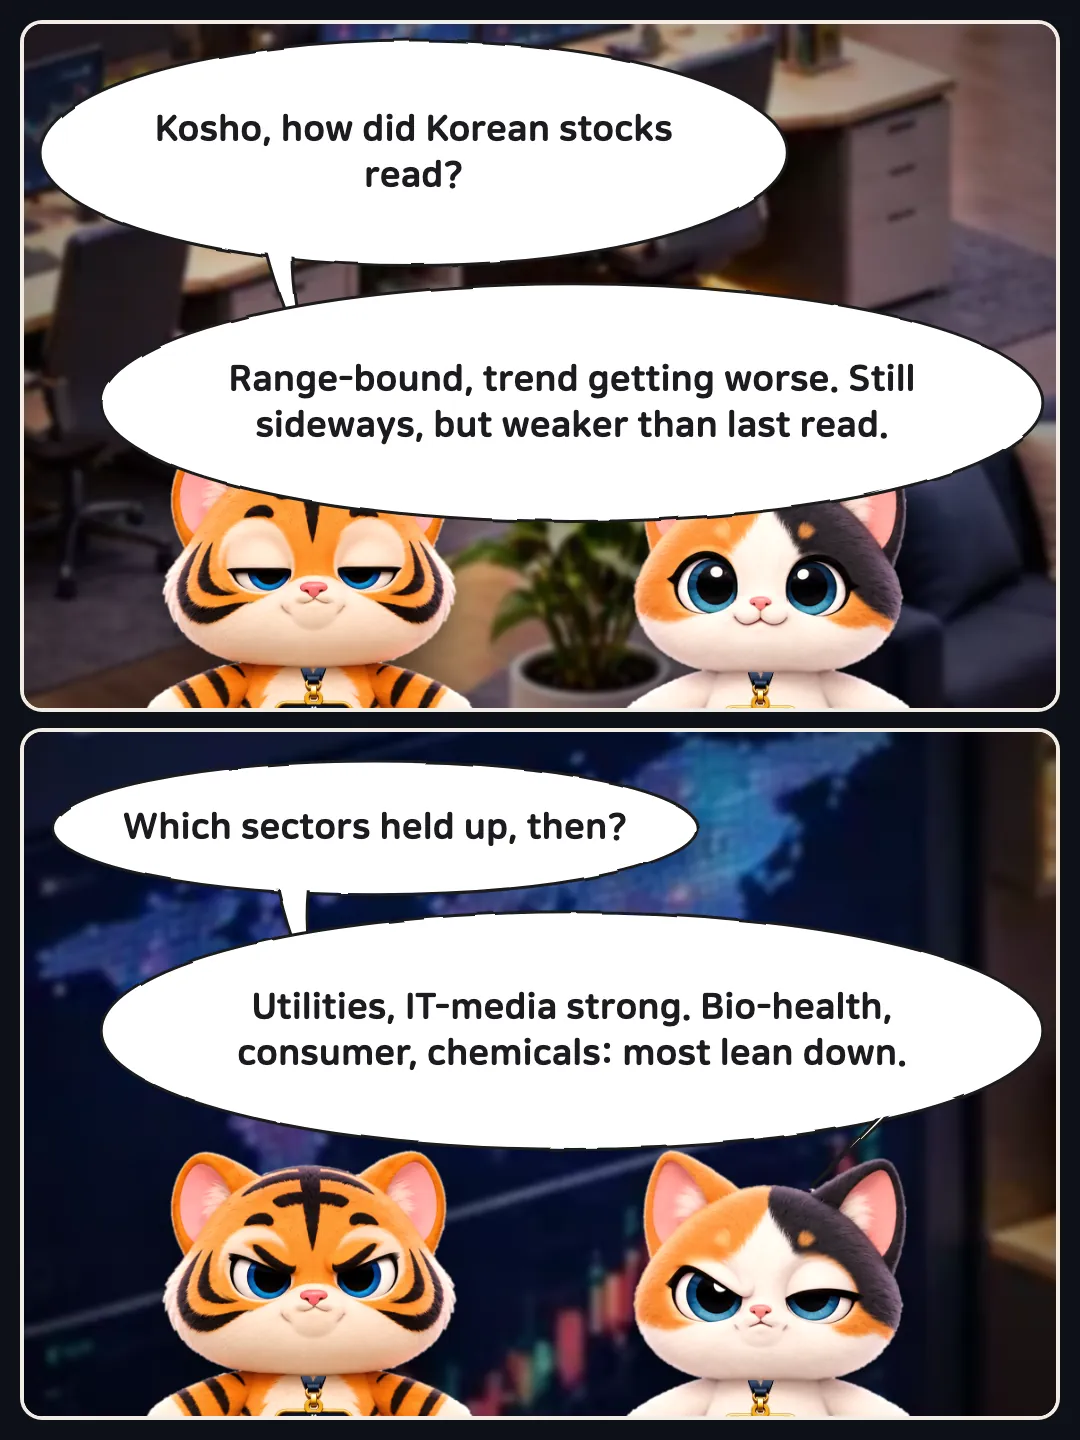 Kosho, how did Korean stocks
read?
Range-bound, trend getting worse. Still
sideways, but weaker than last read.
Which sectors held up, then?
Utilities, IT-media strong. Bio-health,
consumer, chemicals: most lean down.